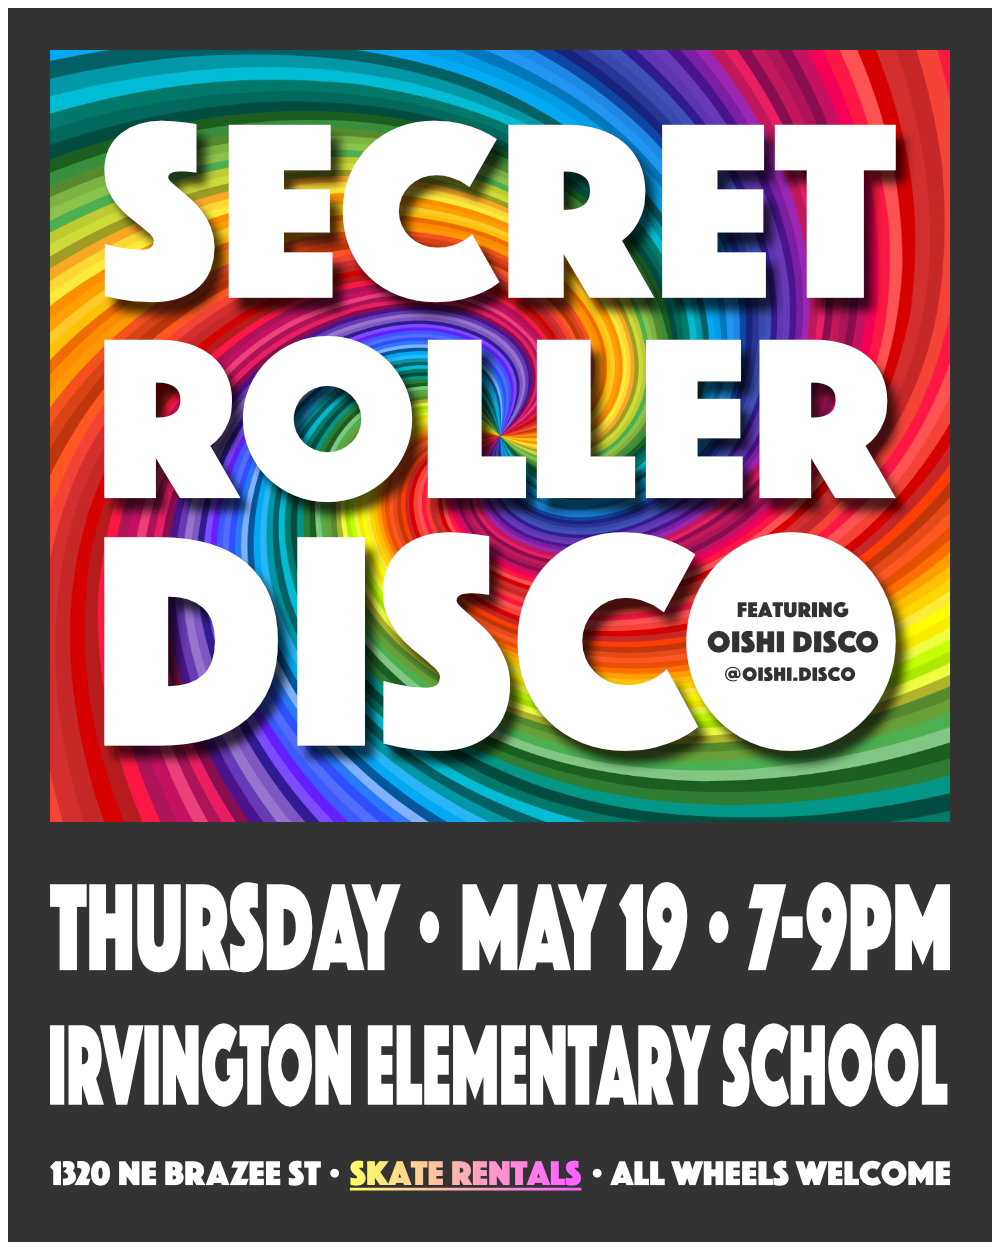 SECRET
ROLLER
DISCO
FEATURING
OISHI DISCO
@OISHI.DISCO
THURSDAY • MAY 19 • 7-9PM
IRVINGTON ELEMENTARY SCHOOL
1320 NE BRAZEE ST • SKATE RENTALS • ALL WHEELS WELCOME